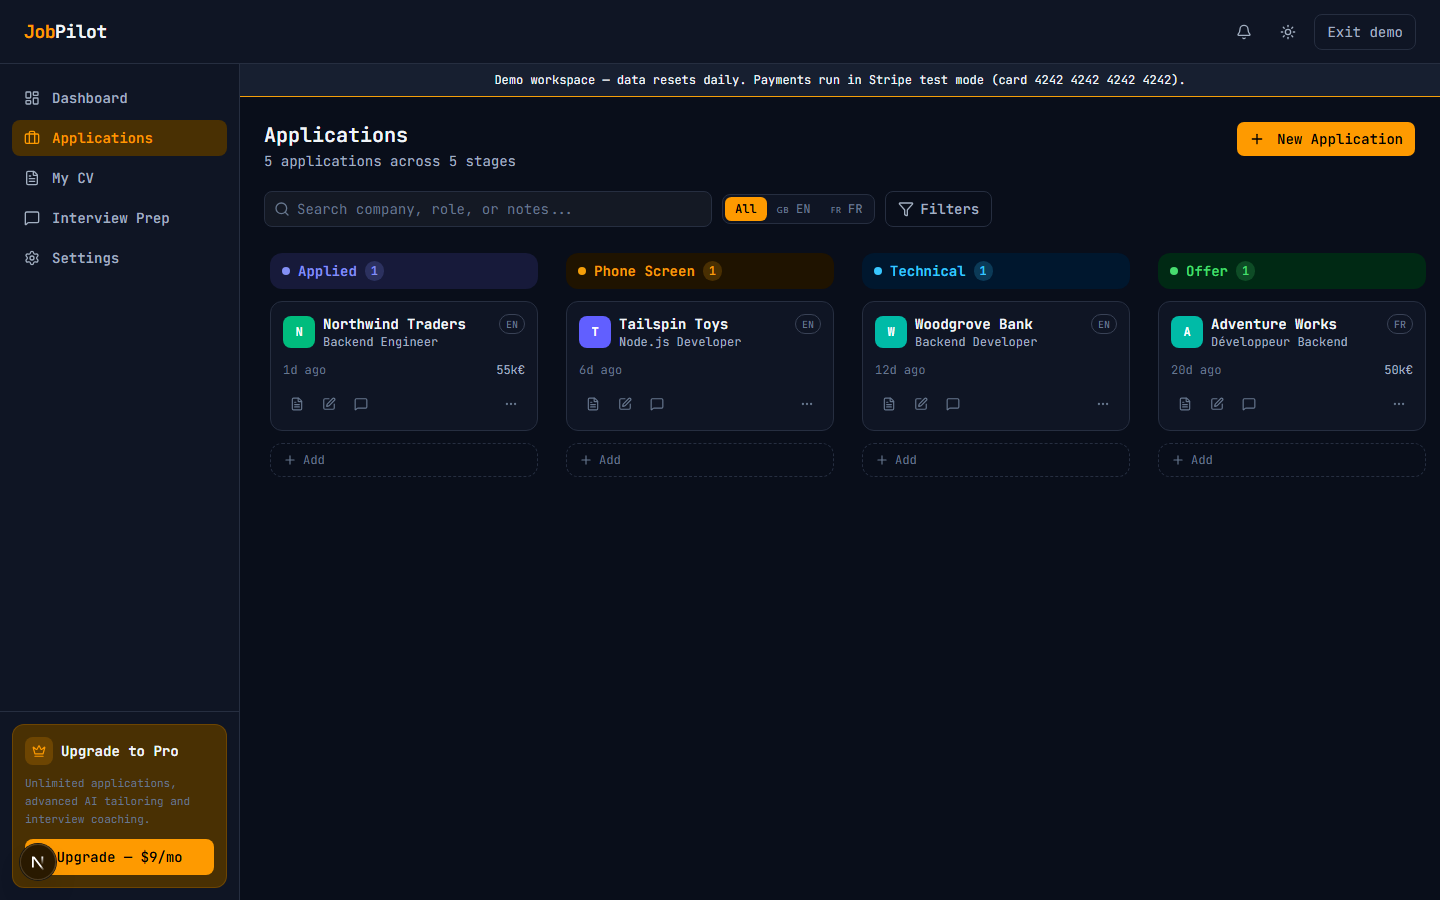 JobPilot
Exit demo
Dashboard
Applications
My CV
Interview Prep
Settings
Upgrade to Pro
Unlimited applications,
advanced AI tailoring and
interview coaching.
Upgrade — $9/mo
N
Demo workspace — data resets daily. Payments run in Stripe test mode (card 4242 4242 4242 4242).
Applications
5 applications across 5 stages
New Application
Search company, role, or notes...
All GB EN FR FR
Filters
Applied 1
N Northwind Traders EN
Backend Engineer
1d ago 55k€
Add
Phone Screen 1
T Tailspin Toys EN
Node.js Developer
6d ago
Add
Technical 1
W Woodgrove Bank EN
Backend Developer
12d ago
Add
Offer 1
A Adventure Works FR
Développeur Backend
20d ago 50k€
Add